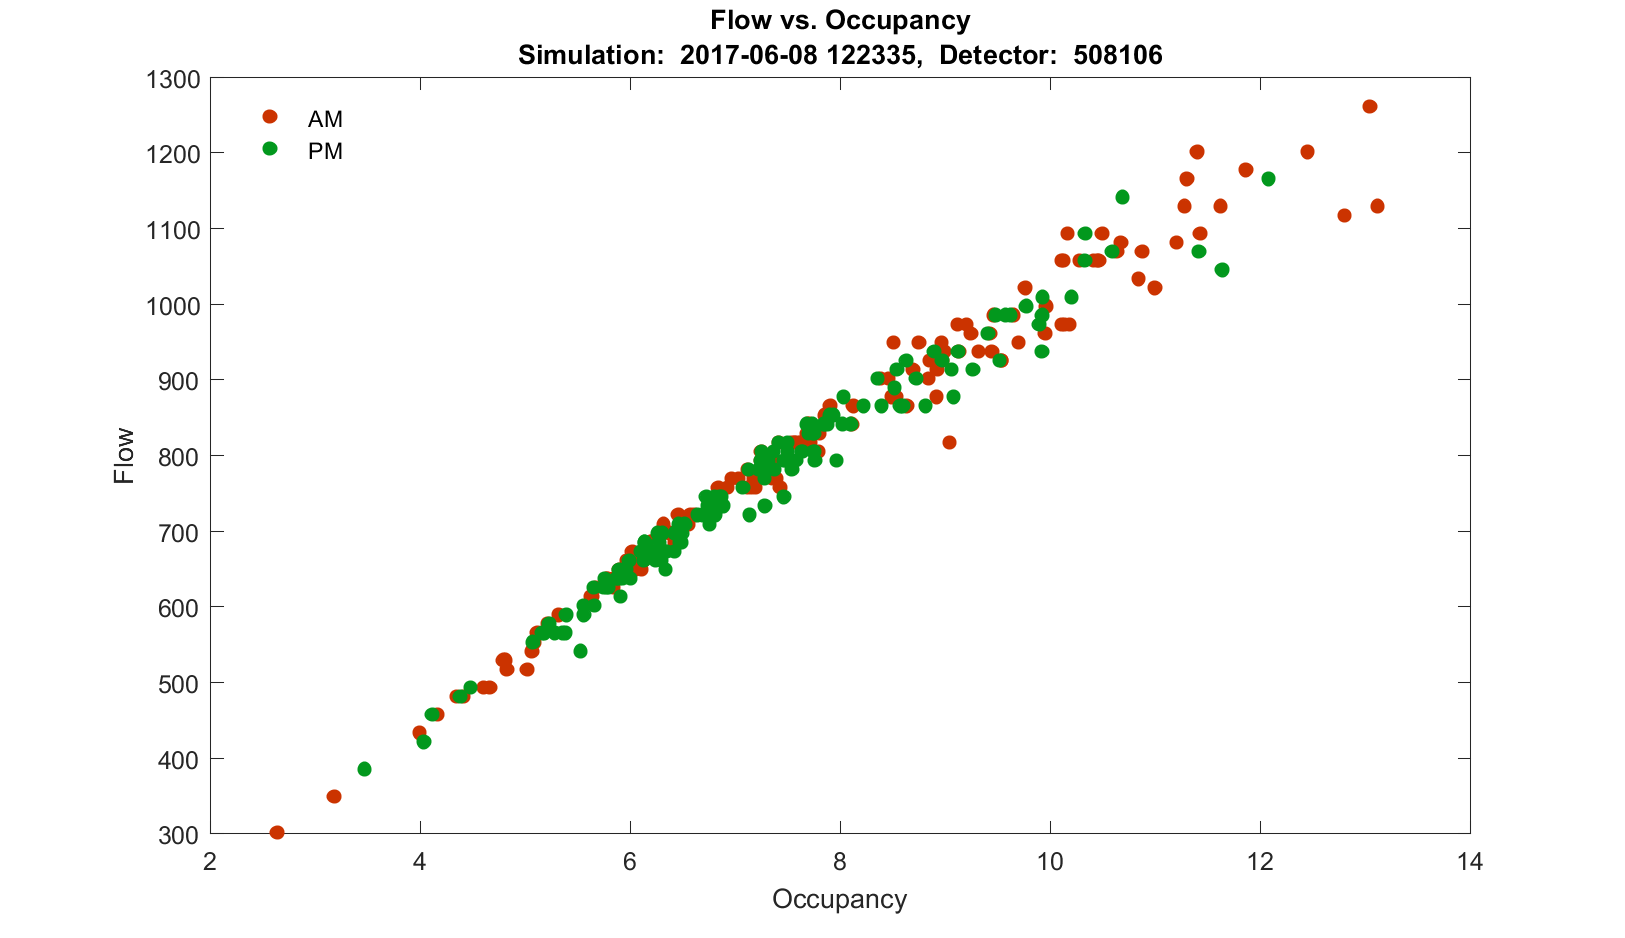 Flow vs. Occupancy
Simulation:  2017-06-08 122335,  Detector:  508106
1300
AM
PM
1200
1100
1000
900
800
Flow
700
600
500
400
300
2 4 6 8 10 12 14
Occupancy